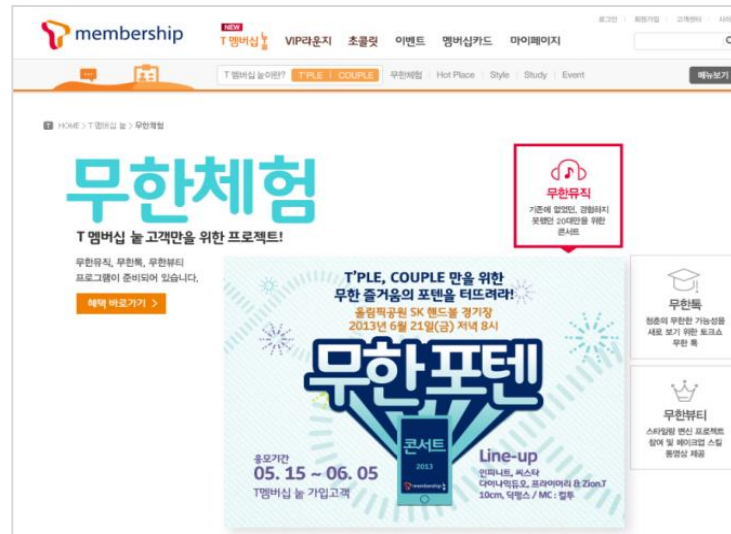 로그인 회원가입 고객센터
membership
NEW
T 멤버십 눝 VIP라운지 초콜릿 이벤트 멤버십카드 마이페이지
T 멤버십 눝이란? T'PLE COUPLE 무한체험 Hot Place Style Study Event
메뉴보기
HOME > T 멤버십 눝 > 무한체험
무한체험
T 멤버십 눝 고객만을 위한 프로젝트!
무한뮤직, 무한톡, 무한뷰티
프로그램이 준비되어 있습니다.
혜택 바로가기 >
무한뮤직
기존에 없었던, 경험하지
못했던 20대만을 위한
콘서트
T'PLE, COUPLE 만을 위한
무한 즐거움의 포텐을 터뜨려라!
올림픽공원 SK 핸드볼 경기장
2013년 6월 21일(금) 저녁 8시
무한포텐
콘서트
2013
membership
응모기간
05. 15 ~ 06. 05
T멤버십 눝 가입고객
Line-up
인피니트, 씨스타
다이나믹듀오, 프라이머리 & Zion.T
10cm, 딕펑스 / MC : 컬투
무한톡
청춘의 무한한 가능성을
새로 보기 위한 토크쇼
무한 톡
무한뷰티
스타일링 변신 프로젝트
참여 및 메이크업 스킬
동영상 제공